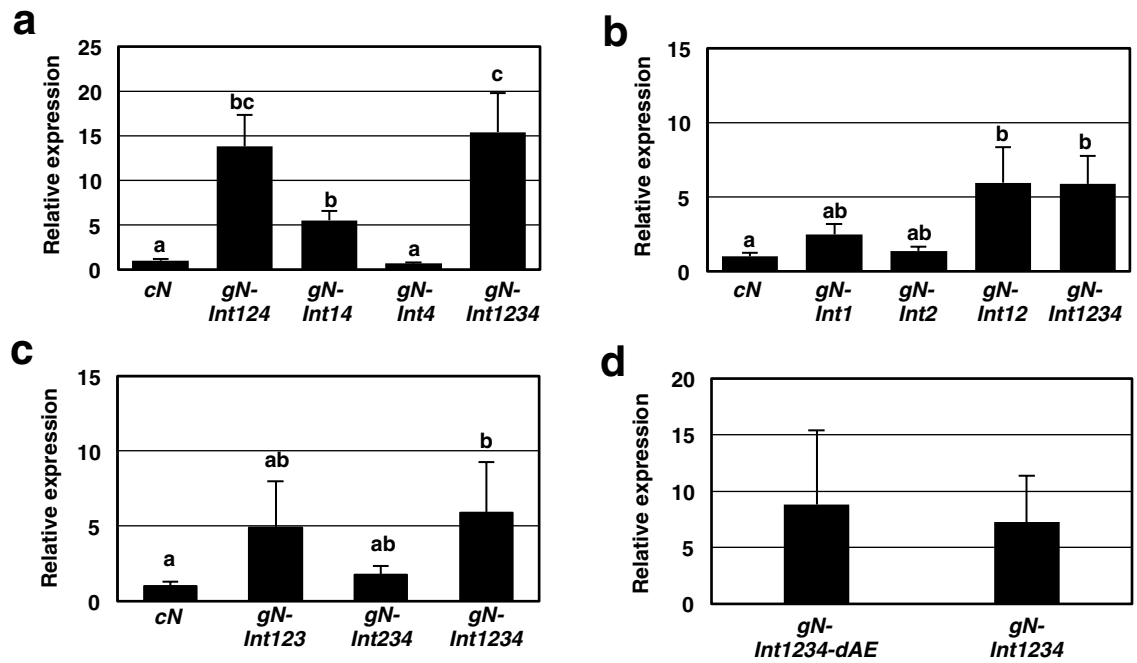 a
Relative expression
25
20
15
10
5
0
a
bc
b
a
c
cN
gN-
Int124
gN-
Int14
gN-
Int4
gN-
Int1234
b
Relative expression
15
10
5
0
a
ab
ab
b
b
cN
gN-
Int1
gN-
Int2
gN-
Int12
gN-
Int1234
c
Relative expression
15
10
5
0
a
ab
ab
b
cN
gN-
Int123
gN-
Int234
gN-
Int1234
d
Relative expression
20
15
10
5
0
gN-
Int1234-dAE
gN-
Int1234